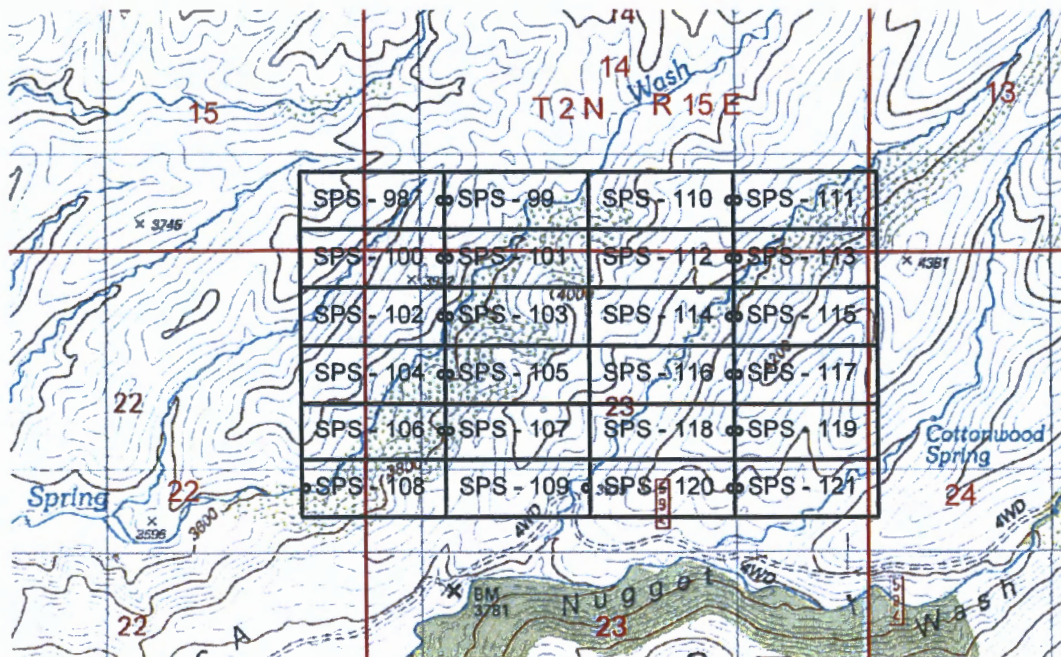 14
14
Wash
15
13
T 2 N R 15 E
SPS - 98 SPS - 99 SPS - 110 SPS - 111
3745
SPS - 100 SPS - 101 SPS - 112 SPS - 113
4381
SPS - 102 SPS - 103 SPS - 114 SPS - 115
4000
SPS - 104 SPS - 105 SPS - 116 SPS - 117
4200
22
23
SPS - 106 SPS - 107 SPS - 118 SPS - 119
Cottonwood
Spring
3800
SPS - 108 SPS - 109 SPS - 120 SPS - 121
Spring
22
24
3596
3600
4WD
4WD
4WD
BM
3781
Nugget
Wash
22
23